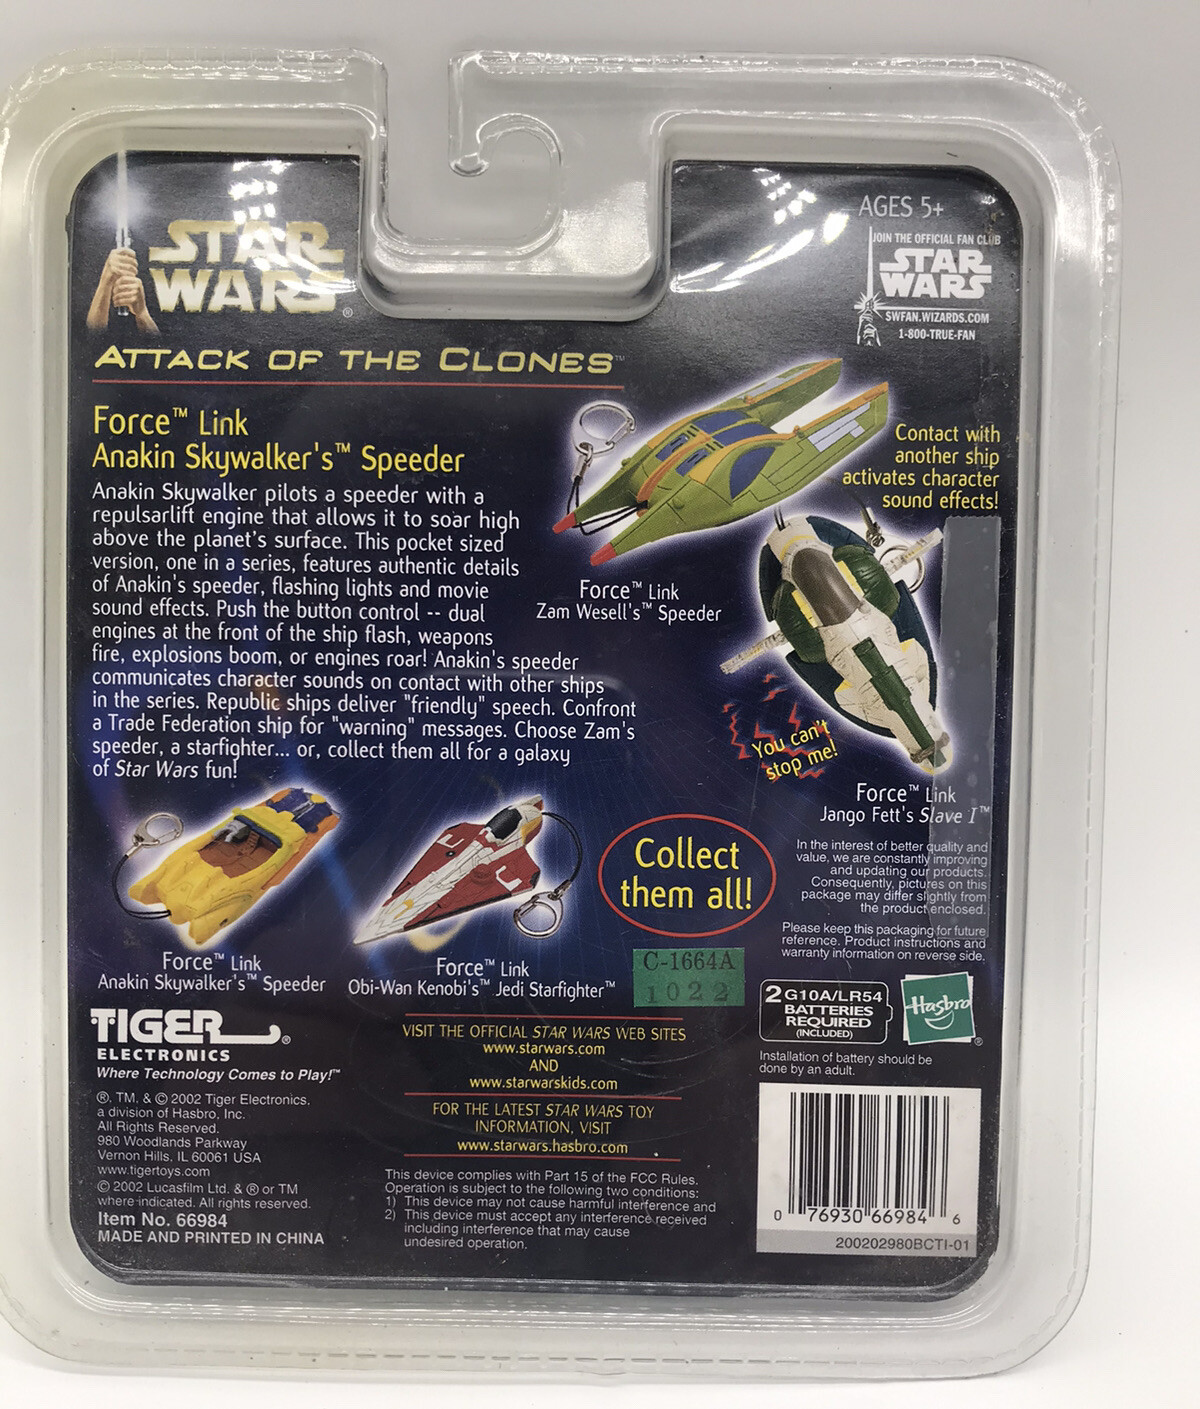 STAR
WARS®
ATTACK OF THE CLONES™
Force™ Link
Anakin Skywalker's™ Speeder
Anakin Skywalker pilots a speeder with a
repulsarlift engine that allows it to soar high
above the planet's surface. This pocket sized
version, one in a series, features authentic details
of Anakin's speeder, flashing lights and movie
sound effects. Push the button control -- dual
engines at the front of the ship flash, weapons
fire, explosions boom, or engines roar! Anakin's speeder
communicates character sounds on contact with other ships
in the series. Republic ships deliver "friendly" speech. Confront
a Trade Federation ship for "warning" messages. Choose Zam's
speeder, a starfighter... or, collect them all for a galaxy
of Star Wars fun!
AGES 5+
JOIN THE OFFICIAL FAN CLUB
STAR
WARS
SWFAN.WIZARDS.COM
1-800-TRUE-FAN
Contact with
another ship
activates character
sound effects!
Force™ Link
Zam Wesell's™ Speeder
You can't
stop me!
Force™ Link
Jango Fett's Slave I™
Force™ Link
Anakin Skywalker's™ Speeder
Force™ Link
Obi-Wan Kenobi's™ Jedi Starfighter™
Collect
them all!
In the interest of better quality and
value, we are constantly improving
and updating our products.
Consequently, pictures on this
package may differ slightly from
the product enclosed.
Please keep this packaging for future
reference. Product instructions and
warranty information on reverse side.
C-1664A
1022
2 G10A/LR54
BATTERIES
REQUIRED
(INCLUDED)
Hasbro®
Installation of battery should be
done by an adult.
TIGER®
ELECTRONICS
Where Technology Comes to Play!™
®, TM, & © 2002 Tiger Electronics,
a division of Hasbro, Inc.
All Rights Reserved.
980 Woodlands Parkway
Vernon Hills, IL 60061 USA
www.tigertoys.com
© 2002 Lucasfilm Ltd. & ® or TM
where indicated. All rights reserved.
Item No. 66984
MADE AND PRINTED IN CHINA
VISIT THE OFFICIAL STAR WARS WEB SITES
www.starwars.com
AND
www.starwarskids.com
FOR THE LATEST STAR WARS TOY
INFORMATION, VISIT
www.starwars.hasbro.com
This device complies with Part 15 of the FCC Rules.
Operation is subject to the following two conditions:
1) This device may not cause harmful interference and
2) This device must accept any interference received
including interference that may cause
undesired operation.
0 76930 66984 6
200202980BCTI-01